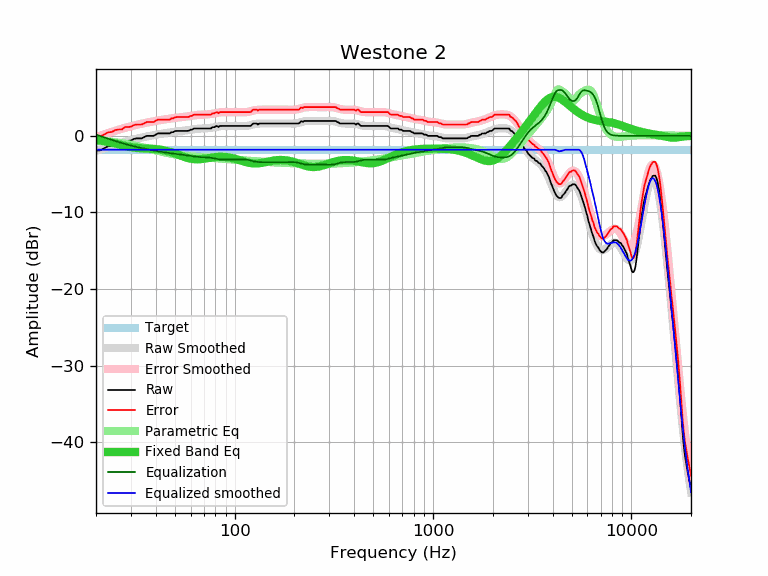 Westone 2
Amplitude (dBr)
0
−10
−20
−30
−40
Target
Raw Smoothed
Error Smoothed
Raw
Error
Parametric Eq
Fixed Band Eq
Equalization
Equalized smoothed
100 1000 10000
Frequency (Hz)